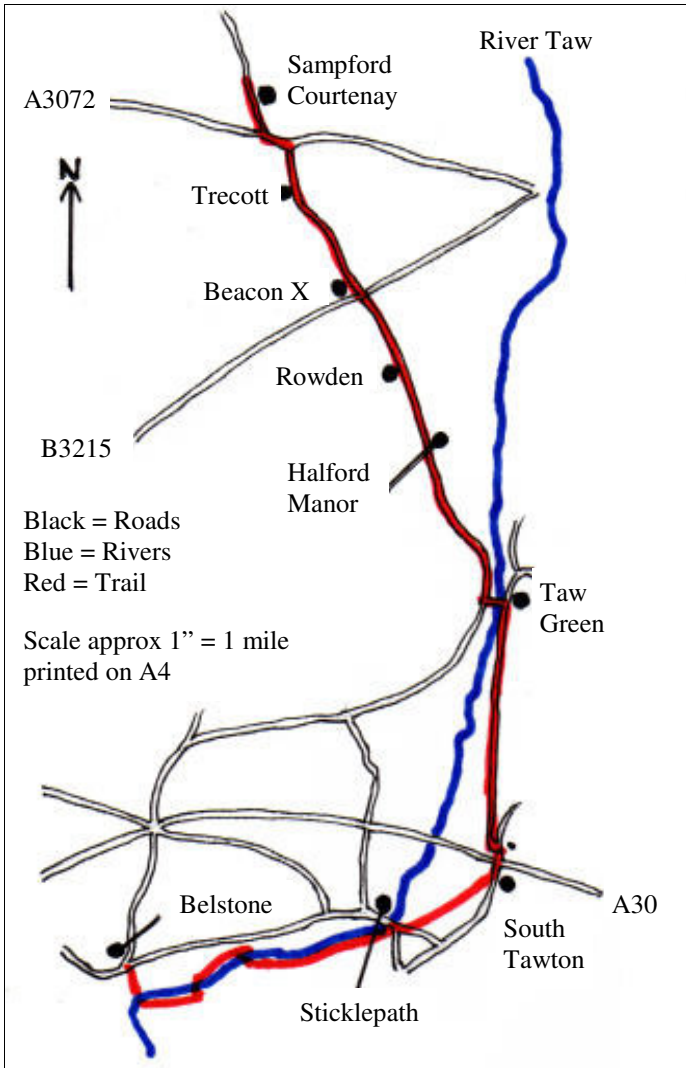 River Taw
Sampford
Courtenay
A3072
N
Trecott
Beacon X
Rowden
B3215
Halford
Manor
Black = Roads
Blue = Rivers
Red = Trail
Taw
Green
Scale approx 1” = 1 mile
printed on A4
Belstone
A30
South
Tawton
Sticklepath